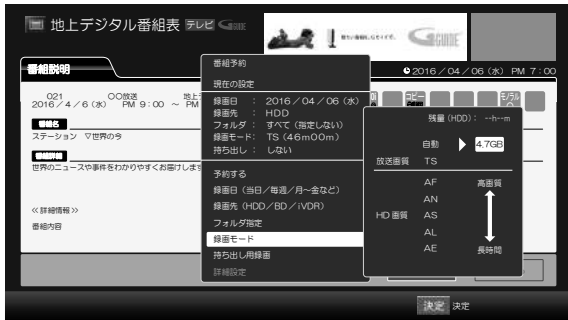 地上デジタル番組表 テレビ G-GUIDE
G-GUIDE
番組説明
2016/04/06(水) PM 7:00
021 〇〇放送 地上
2016/4/6(水) PM 9:00 ～ PM
コピー
モノラル
番組名
ステーション ▽世界の今
番組詳細
世界のニュースや事件をわかりやすくお届けします
≪詳細情報≫
番組内容
番組予約
現在の設定
録画日 : 2016/04/06(水)
録画先 : HDD
フォルダ : すべて(指定しない)
録画モード: TS(46m00m)
持ち出し : しない
予約する
録画日(当日/毎週/月～金など)
録画先(HDD/BD/iVDR)
フォルダ指定
録画モード
持ち出し用録画
詳細設定
残量(HDD): --h--m
自動 4.7GB
放送画質 TS
AF 高画質
AN
HD画質 AS
AL
AE 長時間
決定 決定